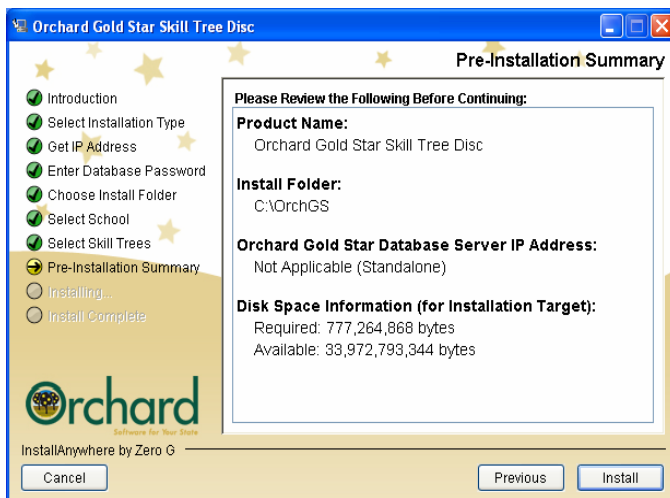 Orchard Gold Star Skill Tree Disc
Pre-Installation Summary
Introduction
Select Installation Type
Get IP Address
Enter Database Password
Choose Install Folder
Select School
Select Skill Trees
Pre-Installation Summary
Installing...
Install Complete
Please Review the Following Before Continuing:
Product Name:
Orchard Gold Star Skill Tree Disc
Install Folder:
C:\OrchGS
Orchard Gold Star Database Server IP Address:
Not Applicable (Standalone)
Disk Space Information (for Installation Target):
Required: 777,264,868 bytes
Available: 33,972,793,344 bytes
Orchard
Software for Your State
InstallAnywhere by Zero G
Cancel
Previous
Install